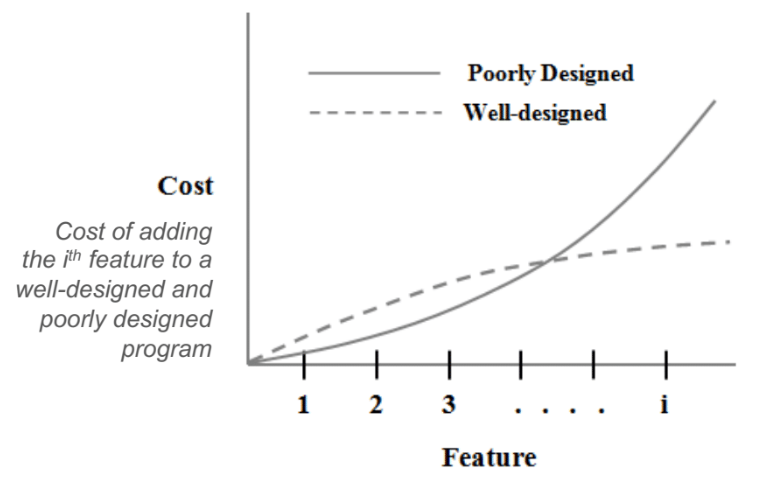 Poorly Designed
Well-designed
Cost
Cost of adding
the ith feature to a
well-designed and
poorly designed
program
1 2 3 . . . . i
Feature